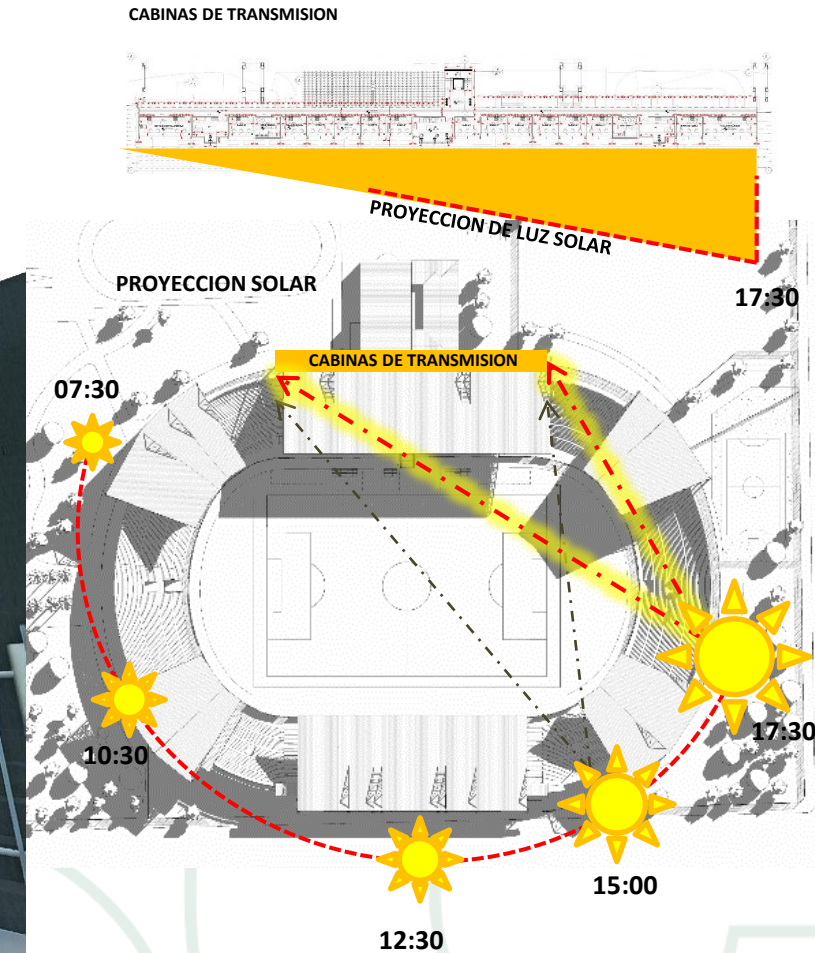 CABINAS DE TRANSMISION
PROYECCION DE LUZ SOLAR
17:30
PROYECCION SOLAR
CABINAS DE TRANSMISION
07:30
17:30
10:30
15:00
12:30